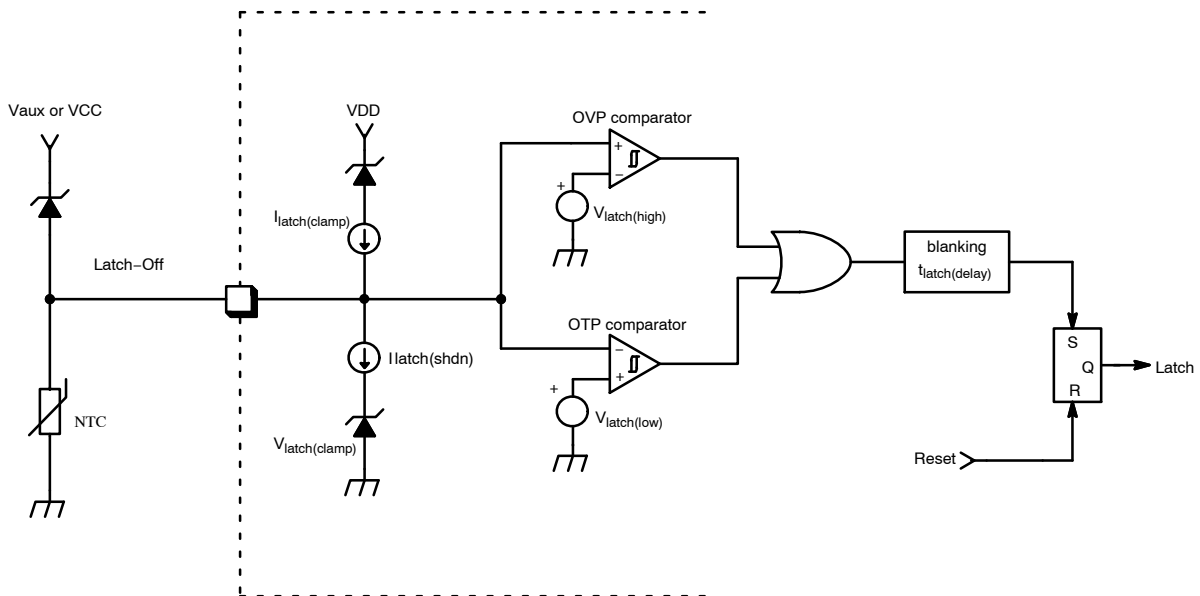 Vaux or VCC
VDD
OVP comparator
+
−
+
Vlatch(high)
Ilatch(clamp)
Latch−Off
blanking
tlatch(delay)
OTP comparator
−
+
+
Vlatch(low)
Ilatch(shdn)
Vlatch(clamp)
NTC
S
Q
R
Latch
Reset